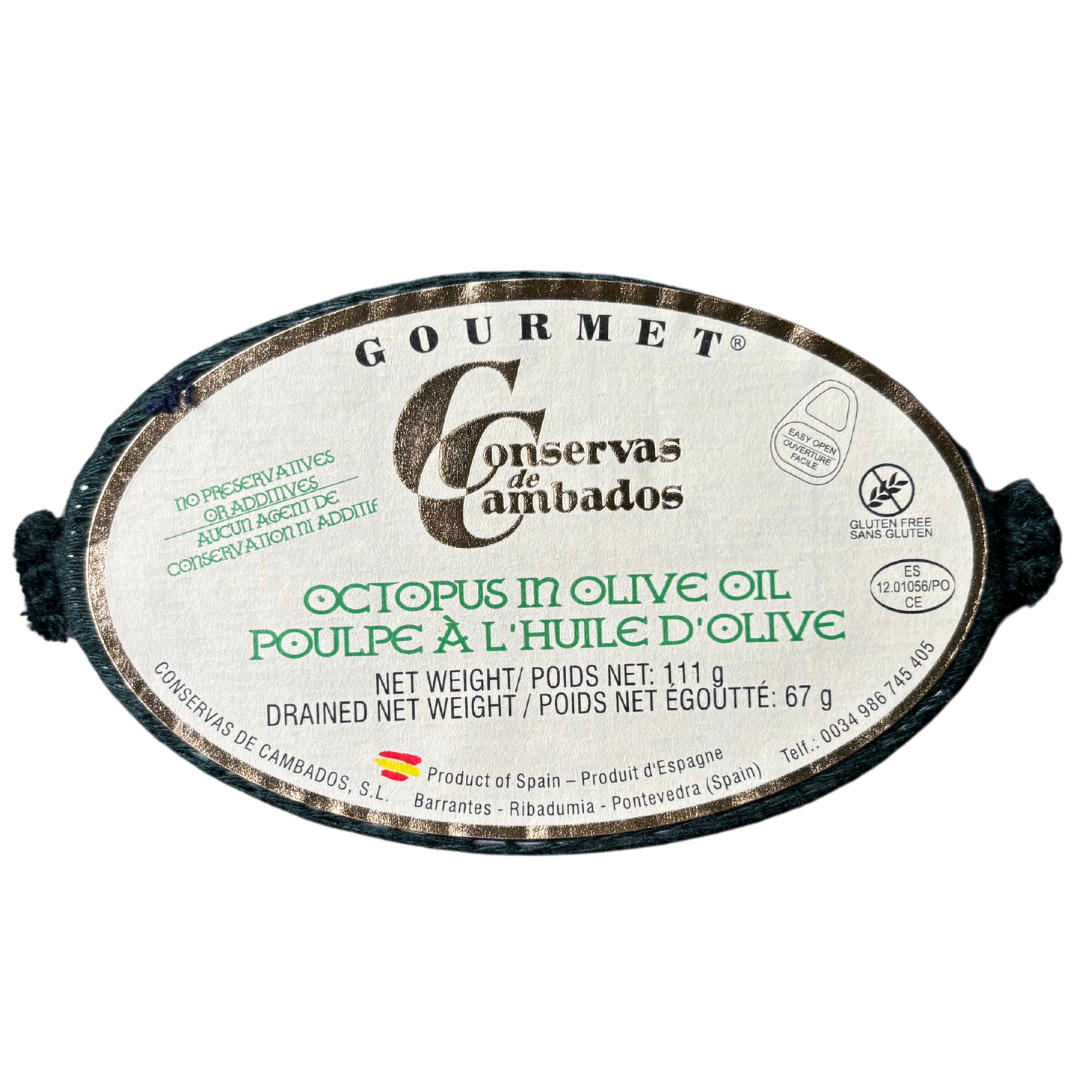 GOURMET®
Conservas
de
Cambados
EASY OPEN
OUVERTURE
FACILE
NO PRESERVATIVES
OR ADDITIVES
AUCUN AGENT DE
CONSERVATION NI ADDITIF
GLUTEN FREE
SANS GLUTEN
ES
12.01056/PO
CE
OCTOPUS IN OLIVE OIL
POULPE À L'HUILE D'OLIVE
NET WEIGHT/ POIDS NET: 111 g
DRAINED NET WEIGHT / POIDS NET ÉGOUTTÉ: 67 g
CONSERVAS DE CAMBADOS, S.L.
Product of Spain – Produit d'Espagne
Barrantes - Ribadumia - Pontevedra (Spain)
Telf.: 0034 986 745 405